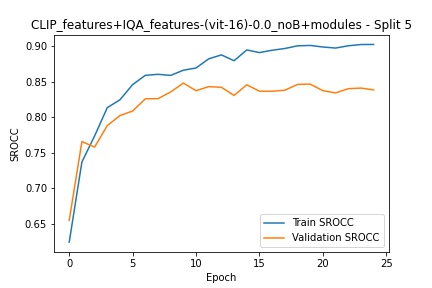 CLIP_features+IQA_features-(vit-16)-0.0_noB+modules - Split 5
0.90
0.85
0.80
0.75
0.70
0.65
SROCC
Train SROCC
Validation SROCC
0 5 10 15 20 25
Epoch